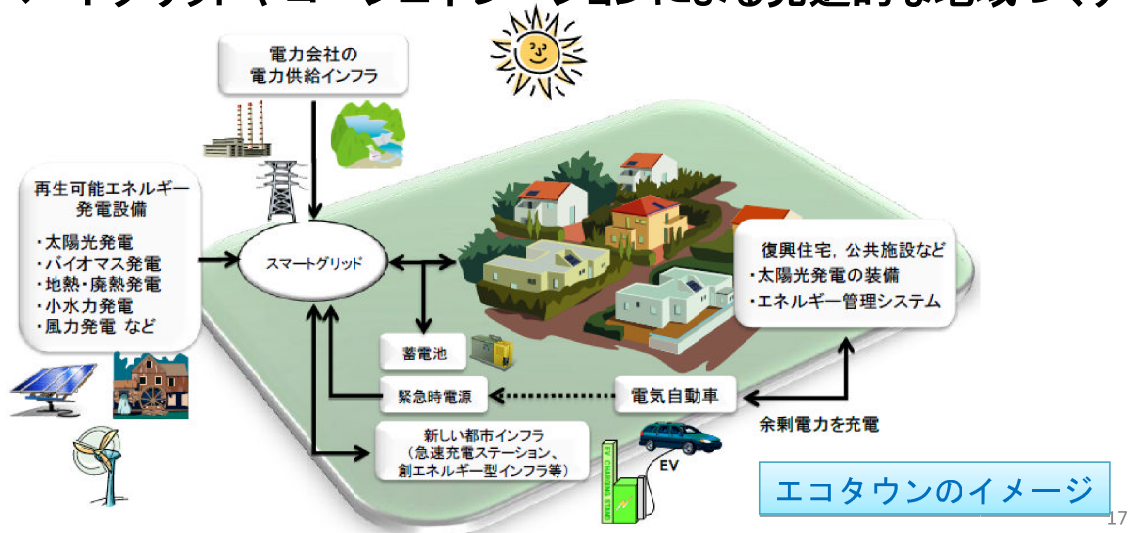 電力会社の
電力供給インフラ
再生可能エネルギー
発電設備
・太陽光発電
・バイオマス発電
・地熱・廃熱発電
・小水力発電
・風力発電 など
スマートグリッド
復興住宅，公共施設など
・太陽光発電の装備
・エネルギー管理システム
蓄電池
緊急時電源
電気自動車
余剰電力を充電
新しい都市インフラ
（急速充電ステーション、
創エネルギー型インフラ等）
EV
EV CHARGING STAND
エコタウンのイメージ
17